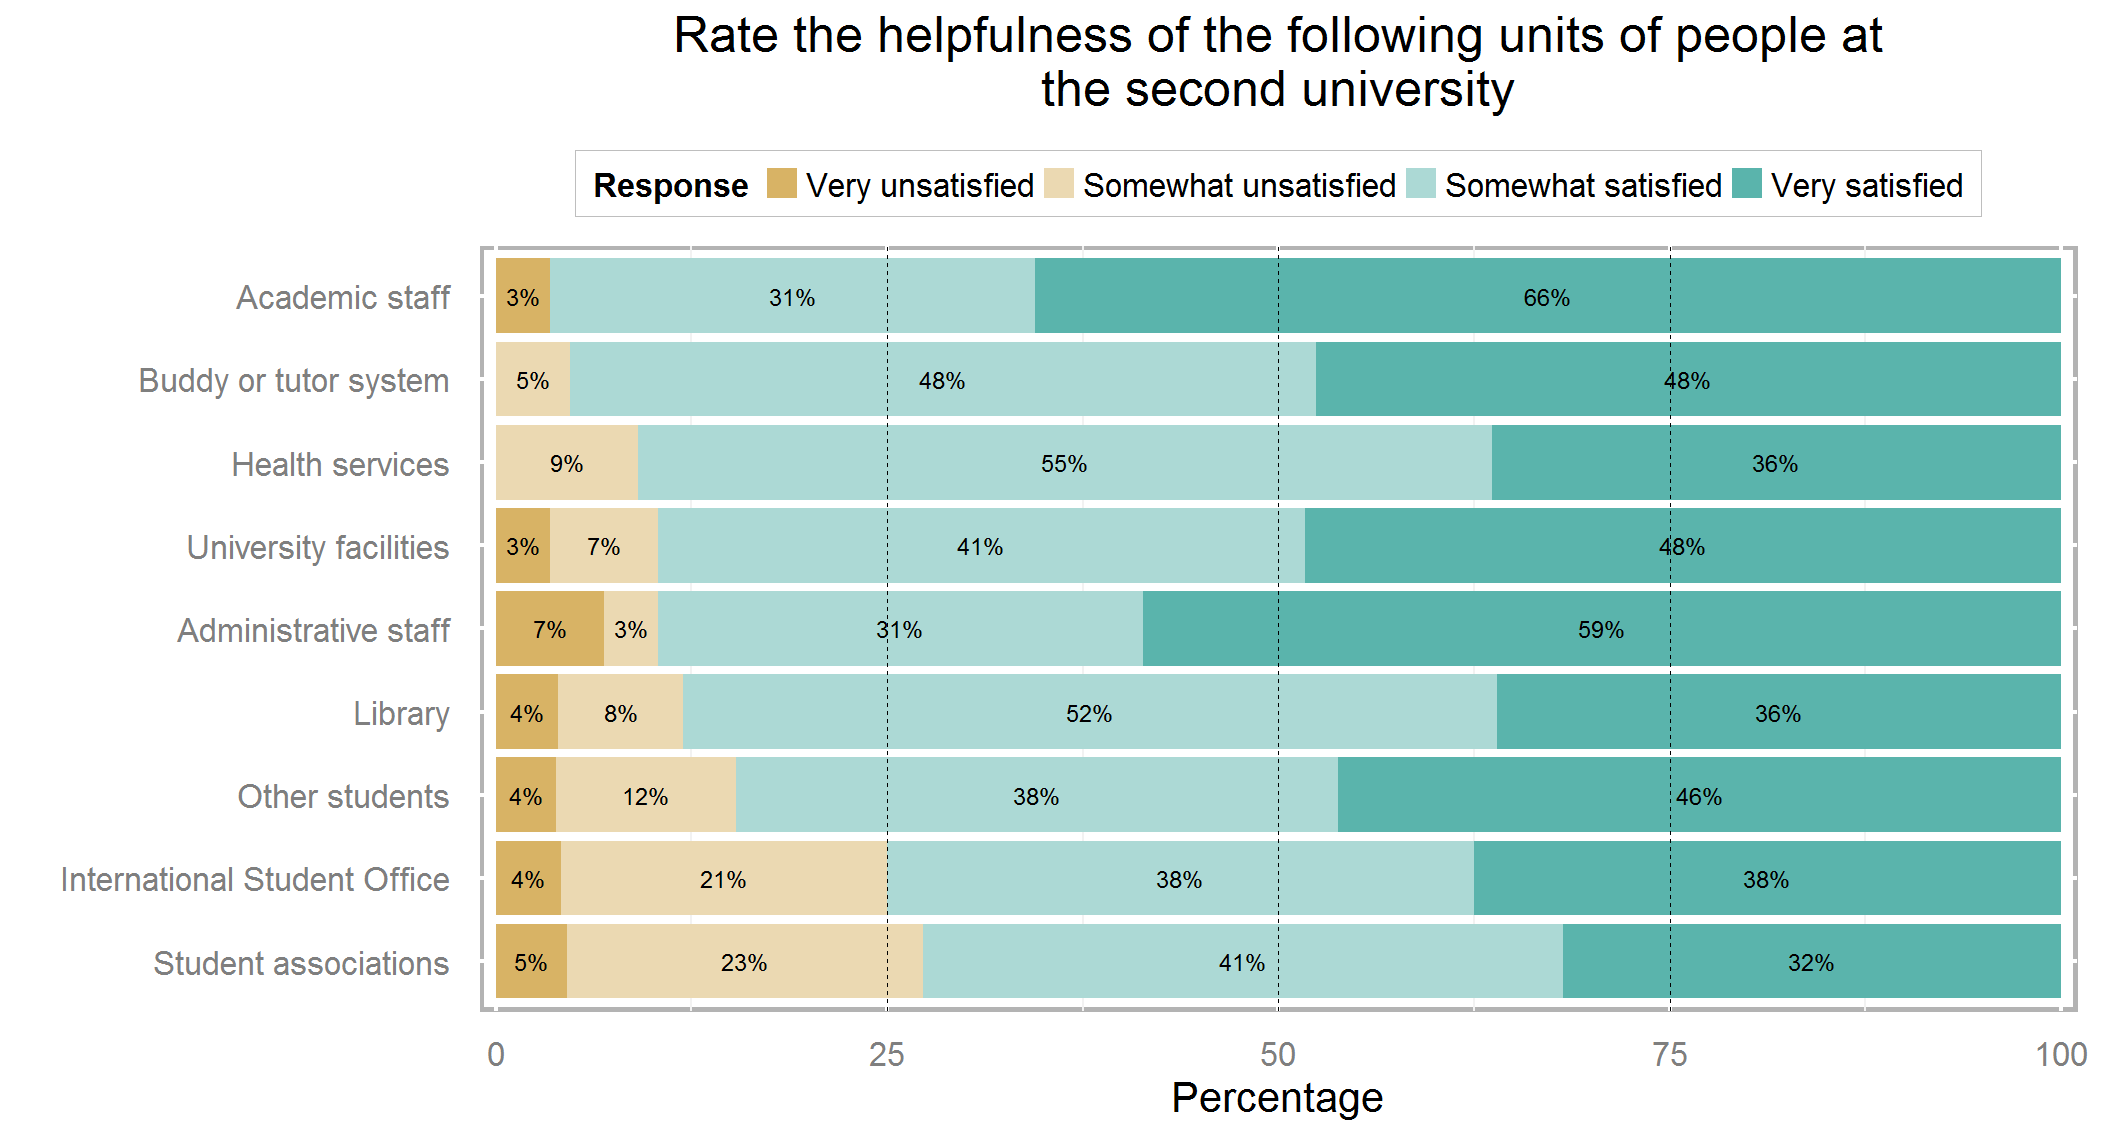 Rate the helpfulness of the following units of people at
the second university
Response Very unsatisfied Somewhat unsatisfied Somewhat satisfied Very satisfied
Academic staff 3% 31% 66%
Buddy or tutor system 5% 48% 48%
Health services 9% 55% 36%
University facilities 3% 7% 41% 48%
Administrative staff 7% 3% 31% 59%
Library 4% 8% 52% 36%
Other students 4% 12% 38% 46%
International Student Office 4% 21% 38% 38%
Student associations 5% 23% 41% 32%
0 25 50 75 100
Percentage